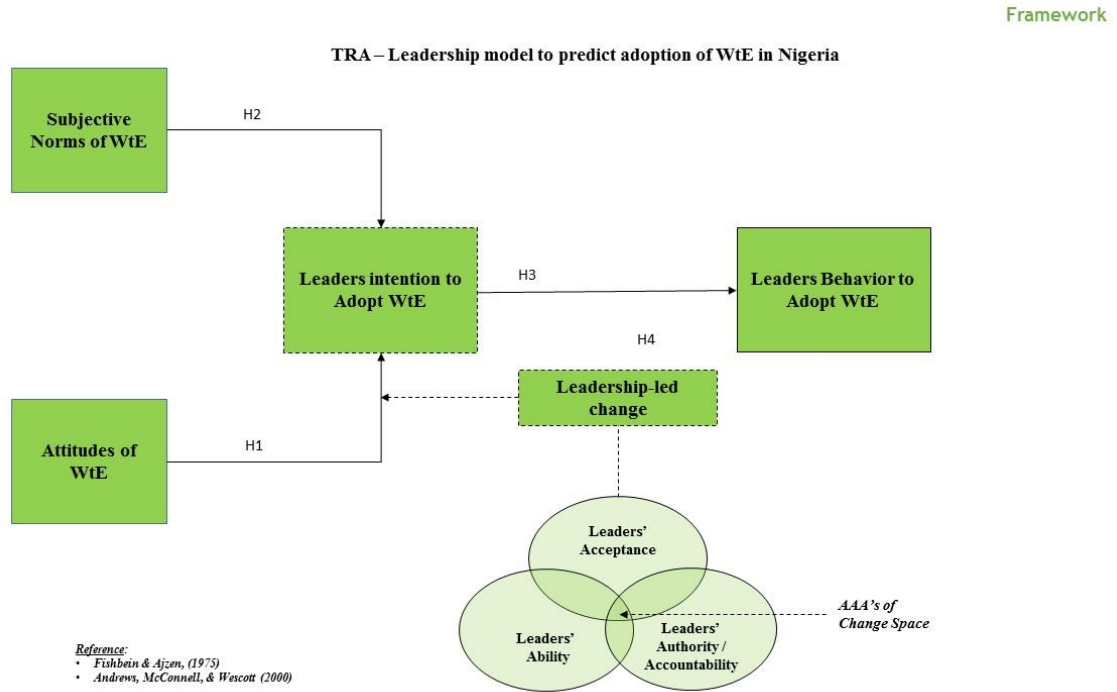 Framework
TRA – Leadership model to predict adoption of WtE in Nigeria
Subjective
Norms of WtE
H2
Leaders intention to
Adopt WtE
H3
Leaders Behavior to
Adopt WtE
H4
Leadership-led
change
Attitudes of
WtE
H1
Leaders’
Acceptance
Leaders’
Ability
Leaders’
Authority /
Accountability
AAA's of
Change Space
Reference:
• Fishbein & Ajzen, (1975)
• Andrews, McConnell, & Wescott (2000)